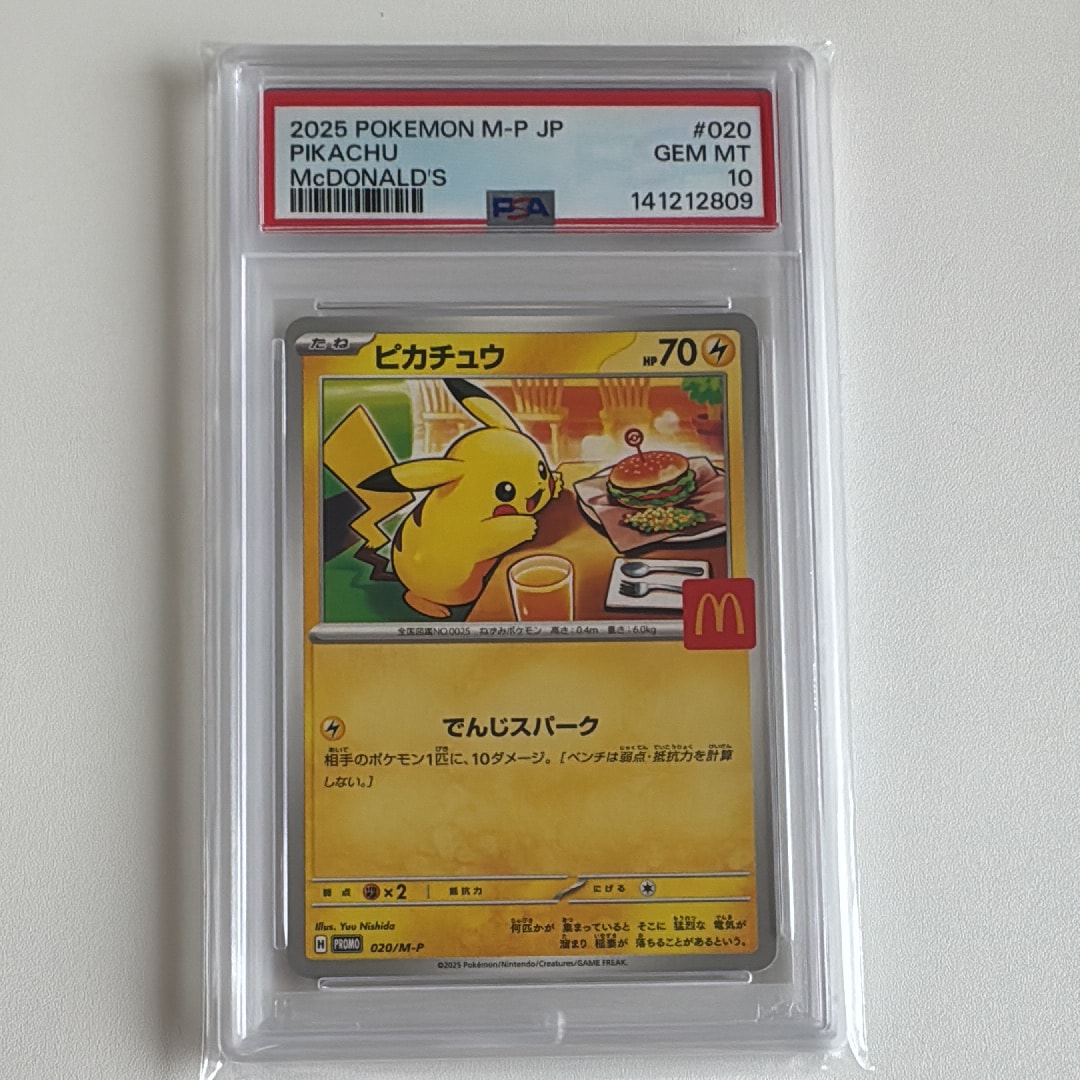 2025 POKEMON M-P JP #020
PIKACHU GEM MT
McDONALD'S 10
PSA 141212809
たね ピカチュウ HP 70
全国図鑑NO.0025 ねずみポケモン 高さ:0.4m 重さ:6.0kg
でんじスパーク
相手のポケモン1匹に、10ダメージ。[ベンチは弱点・抵抗力を計算
しない。]
弱点 ×2 抵抗力 にげる
Illus. Yuu Nishida
何匹かが 集まっていると そこに 猛烈な 電気が
溜まり 稲妻が 落ちることがあるという。
H PROMO 020/M-P
©2025 Pokémon/Nintendo/Creatures/GAME FREAK.